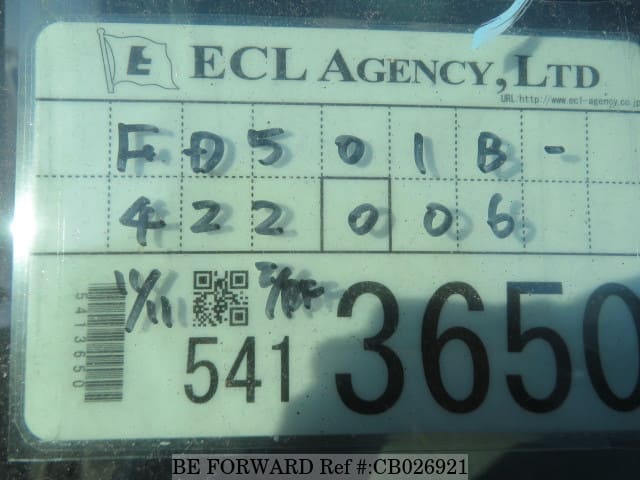 E ECL AGENCY, LTD
URL:http://www.ecl-agency.co.jp
FD501B-
422006
5413650
541 3650
BE FORWARD Ref #:CB026921